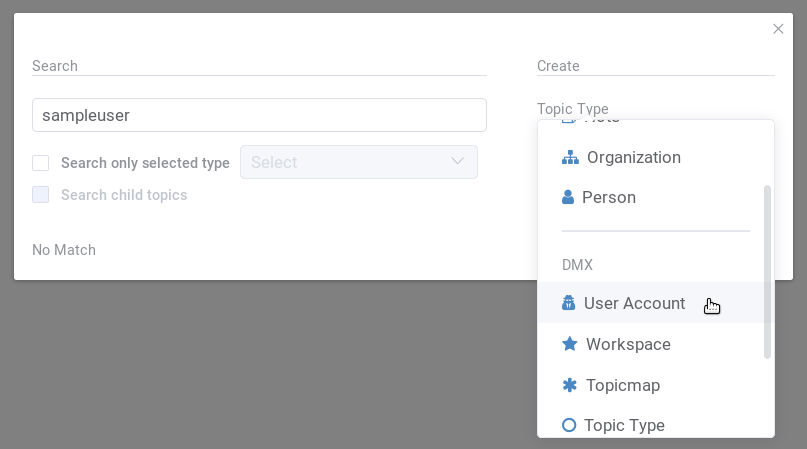 Search
sampleuser
Search only selected type
Select
Search child topics
No Match
Create
Topic Type
Organization
Person
DMX
User Account
Workspace
Topicmap
Topic Type